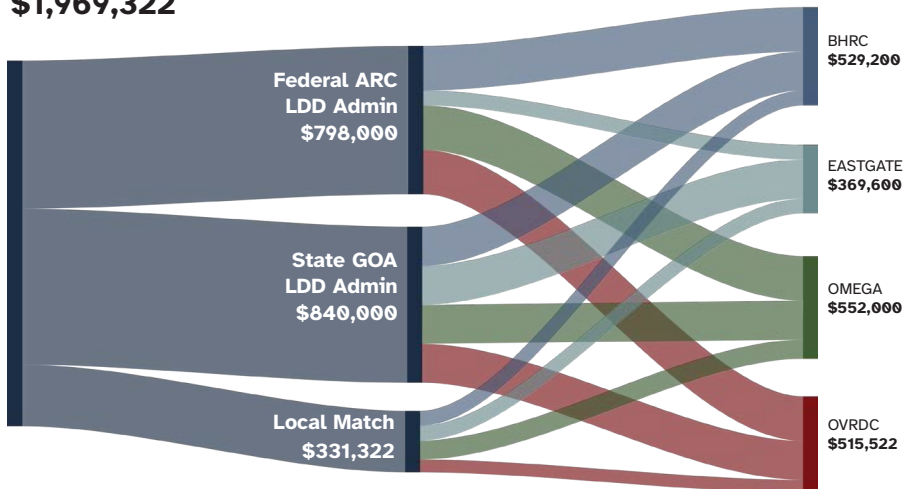 $1,969,322
Federal ARC
LDD Admin
$798,000
State GOA
LDD Admin
$840,000
Local Match
$331,322
BHRC
$529,200
EASTGATE
$369,600
OMEGA
$552,000
OVRDC
$515,522